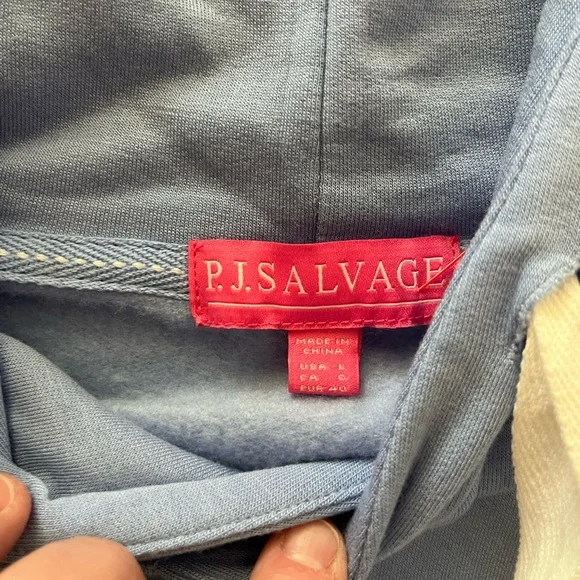 P.J.SALVAGE
MADE IN
CHINA
USA L
CA G
EUR 40